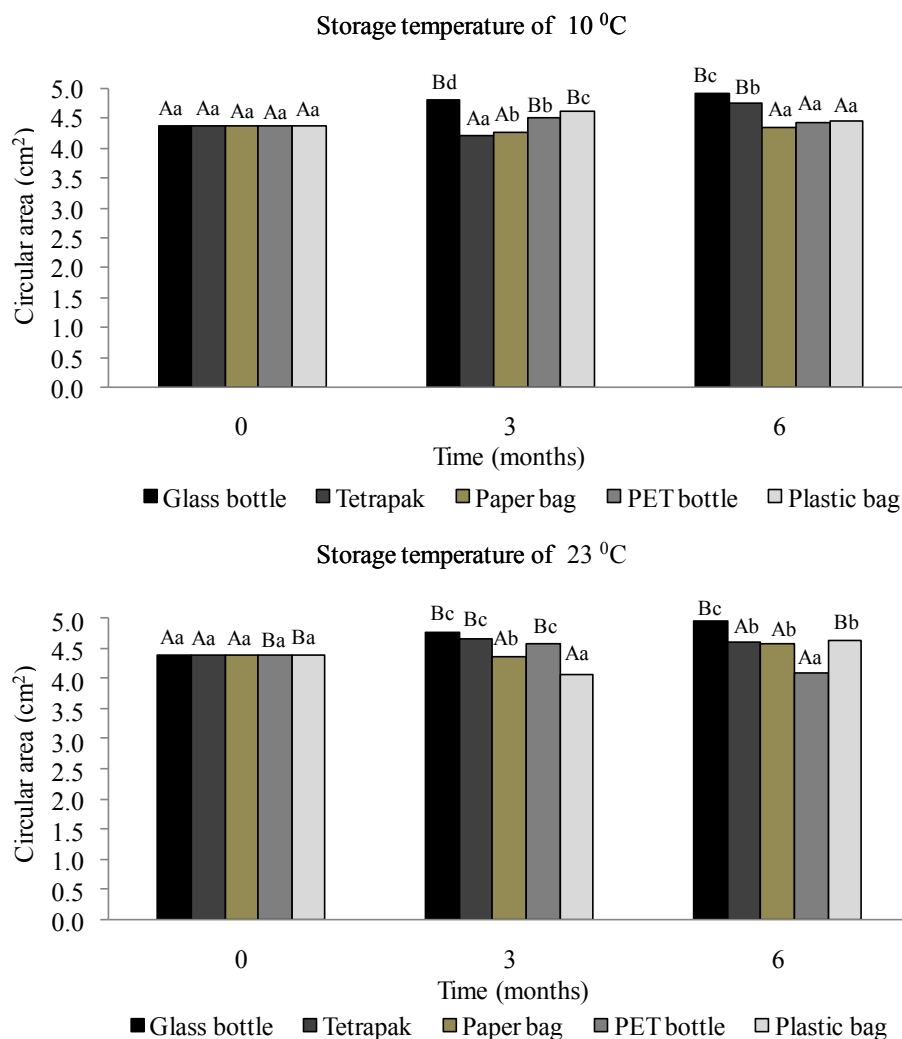 Storage temperature of 10 ⁰C
Circular area (cm²)
5.0
4.5
4.0
3.5
3.0
2.5
2.0
1.5
1.0
0.5
0.0
Aa Aa Aa Aa Aa
Bd Aa Ab Bb Bc
Bc Bb Aa Aa Aa
0 3 6
Time (months)
Glass bottle Tetrapak Paper bag PET bottle Plastic bag
Storage temperature of 23 ⁰C
Circular area (cm²)
5.0
4.5
4.0
3.5
3.0
2.5
2.0
1.5
1.0
0.5
0.0
Aa Aa Aa Ba Ba
Bc Bc Ab Bc Aa
Bc Ab Ab Aa Bb
0 3 6
Time (months)
Glass bottle Tetrapak Paper bag PET bottle Plastic bag